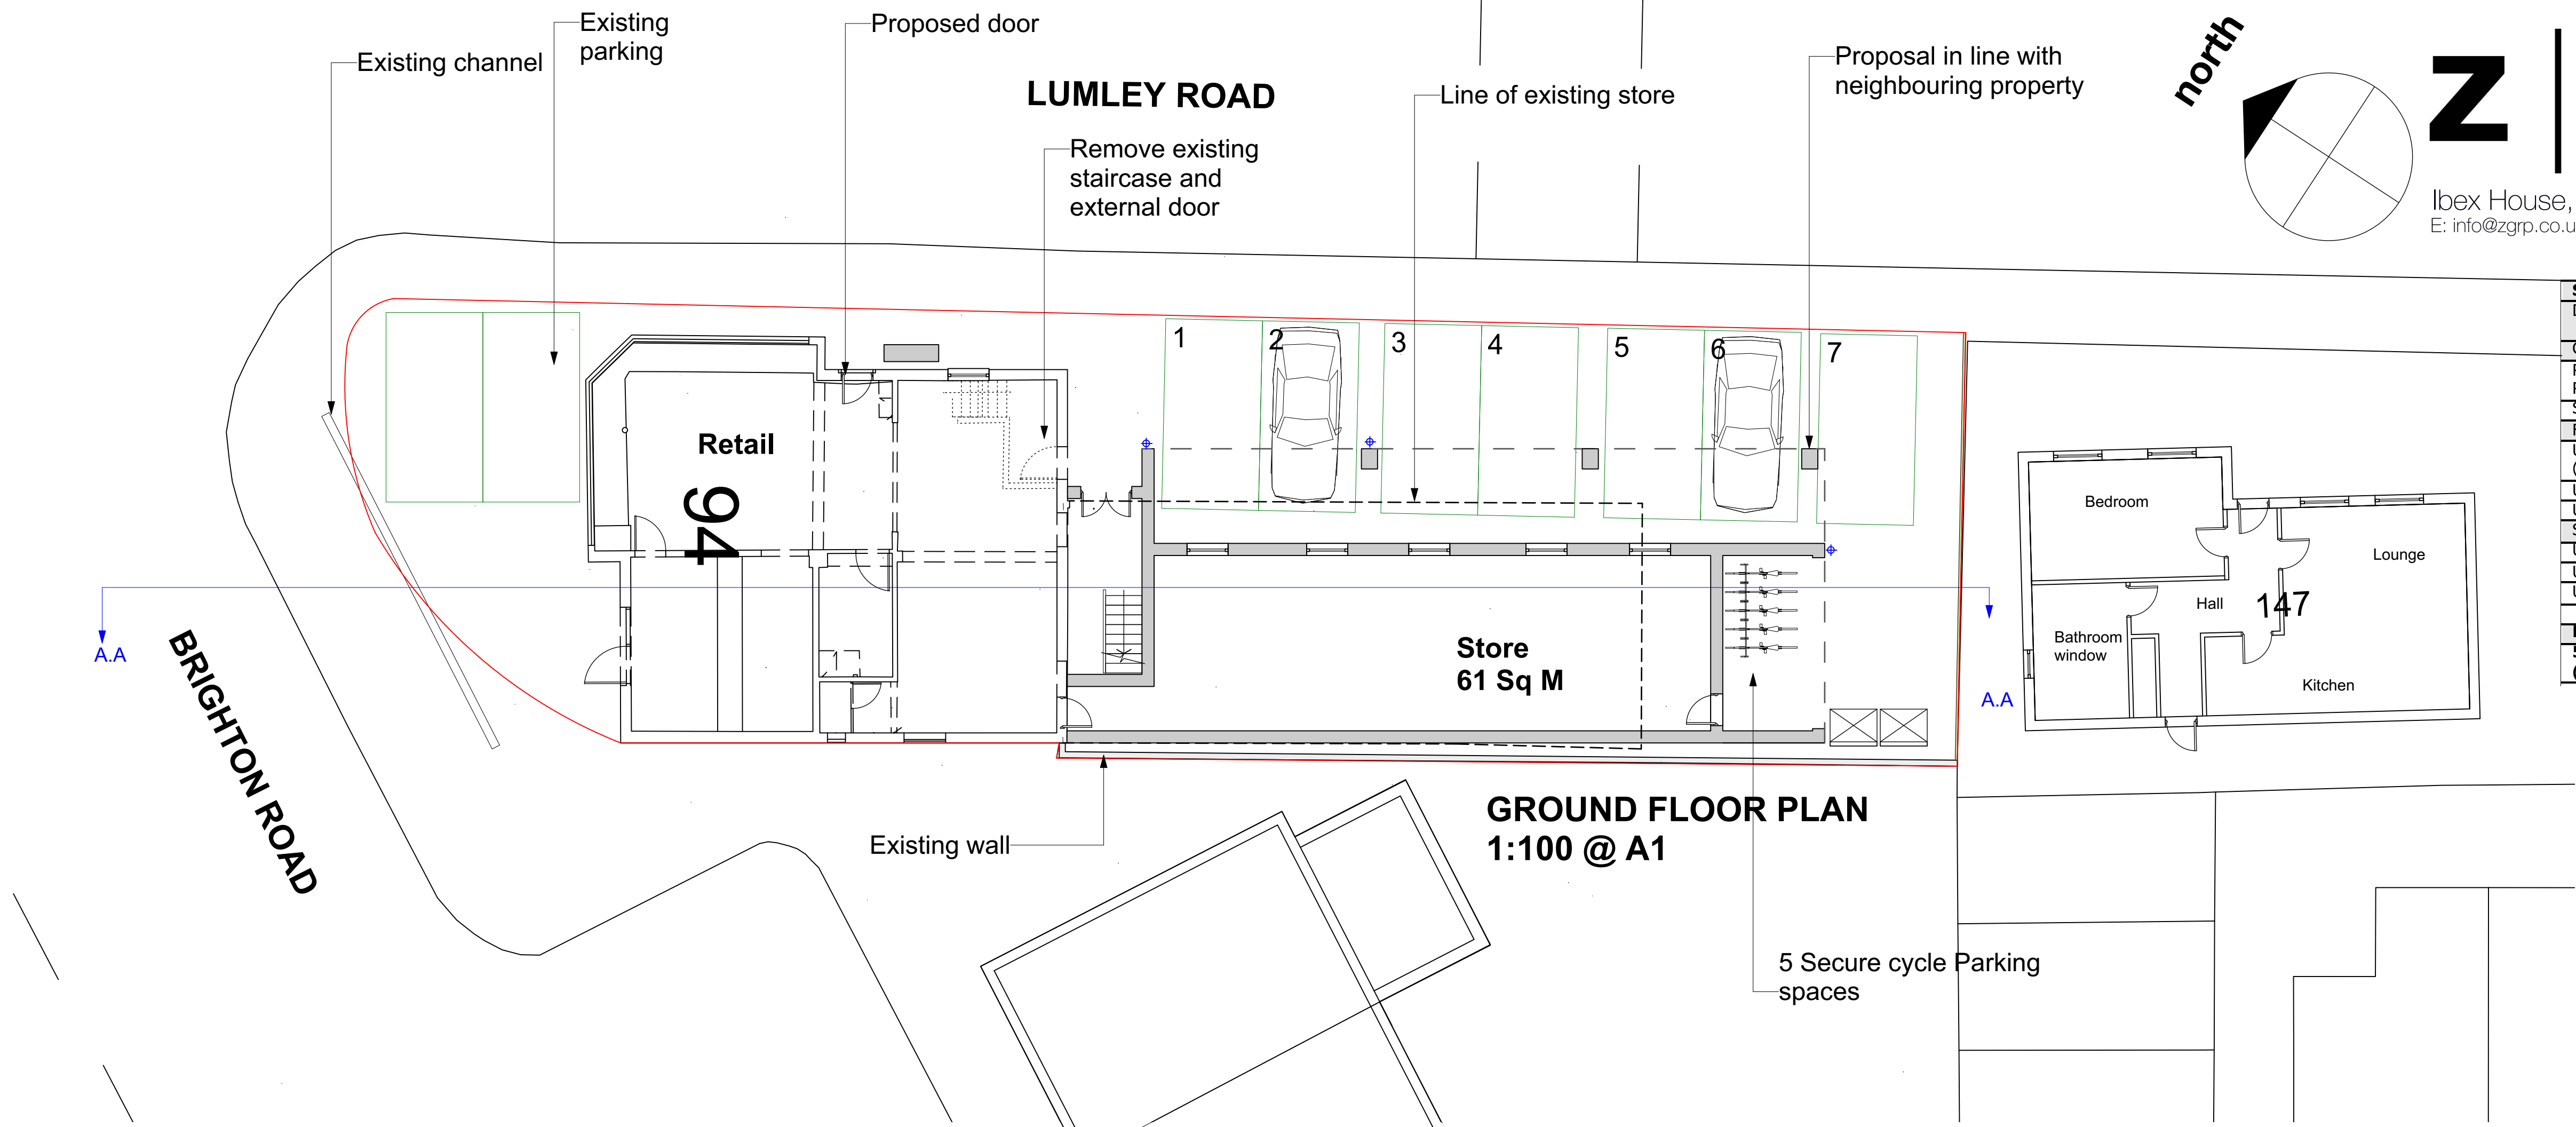 Existing channel
Existing
parking
Proposed door
LUMLEY ROAD
Remove existing
staircase and
external door
Line of existing store
Proposal in line with
neighbouring property
north
Z
Ibex House,
E: info@zgrp.co.u
1
2
3
4
5
6
7
Retail
94
Bedroom
Lounge
Hall
147
Bathroom
window
Kitchen
Store
61 Sq M
A.A
A.A
BRIGHTON ROAD
Existing wall
GROUND FLOOR PLAN
1:100 @ A1
5 Secure cycle Parking
spaces